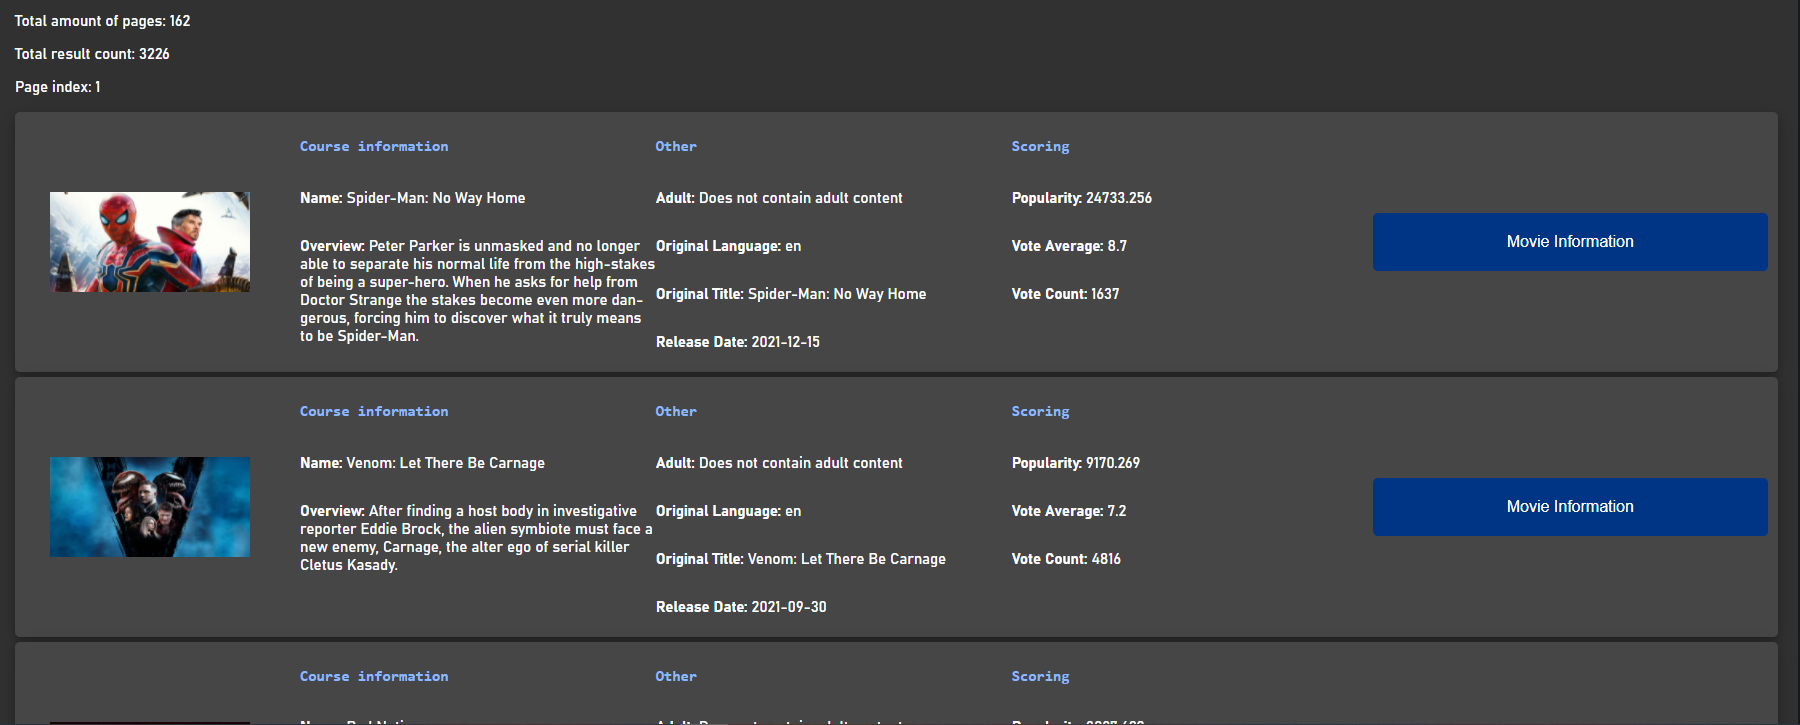 Total amount of pages: 162
Total result count: 3226
Page index: 1
Course information
Name: Spider-Man: No Way Home
Overview: Peter Parker is unmasked and no longer
able to separate his normal life from the high-stakes
of being a super-hero. When he asks for help from
Doctor Strange the stakes become even more dan-
gerous, forcing him to discover what it truly means
to be Spider-Man.
Other
Adult: Does not contain adult content
Original Language: en
Original Title: Spider-Man: No Way Home
Release Date: 2021-12-15
Scoring
Popularity: 24733.256
Vote Average: 8.7
Vote Count: 1637
Movie Information
Course information
Name: Venom: Let There Be Carnage
Overview: After finding a host body in investigative
reporter Eddie Brock, the alien symbiote must face a
new enemy, Carnage, the alter ego of serial killer
Cletus Kasady.
Other
Adult: Does not contain adult content
Original Language: en
Original Title: Venom: Let There Be Carnage
Release Date: 2021-09-30
Scoring
Popularity: 9170.269
Vote Average: 7.2
Vote Count: 4816
Movie Information
Course information
Other
Scoring